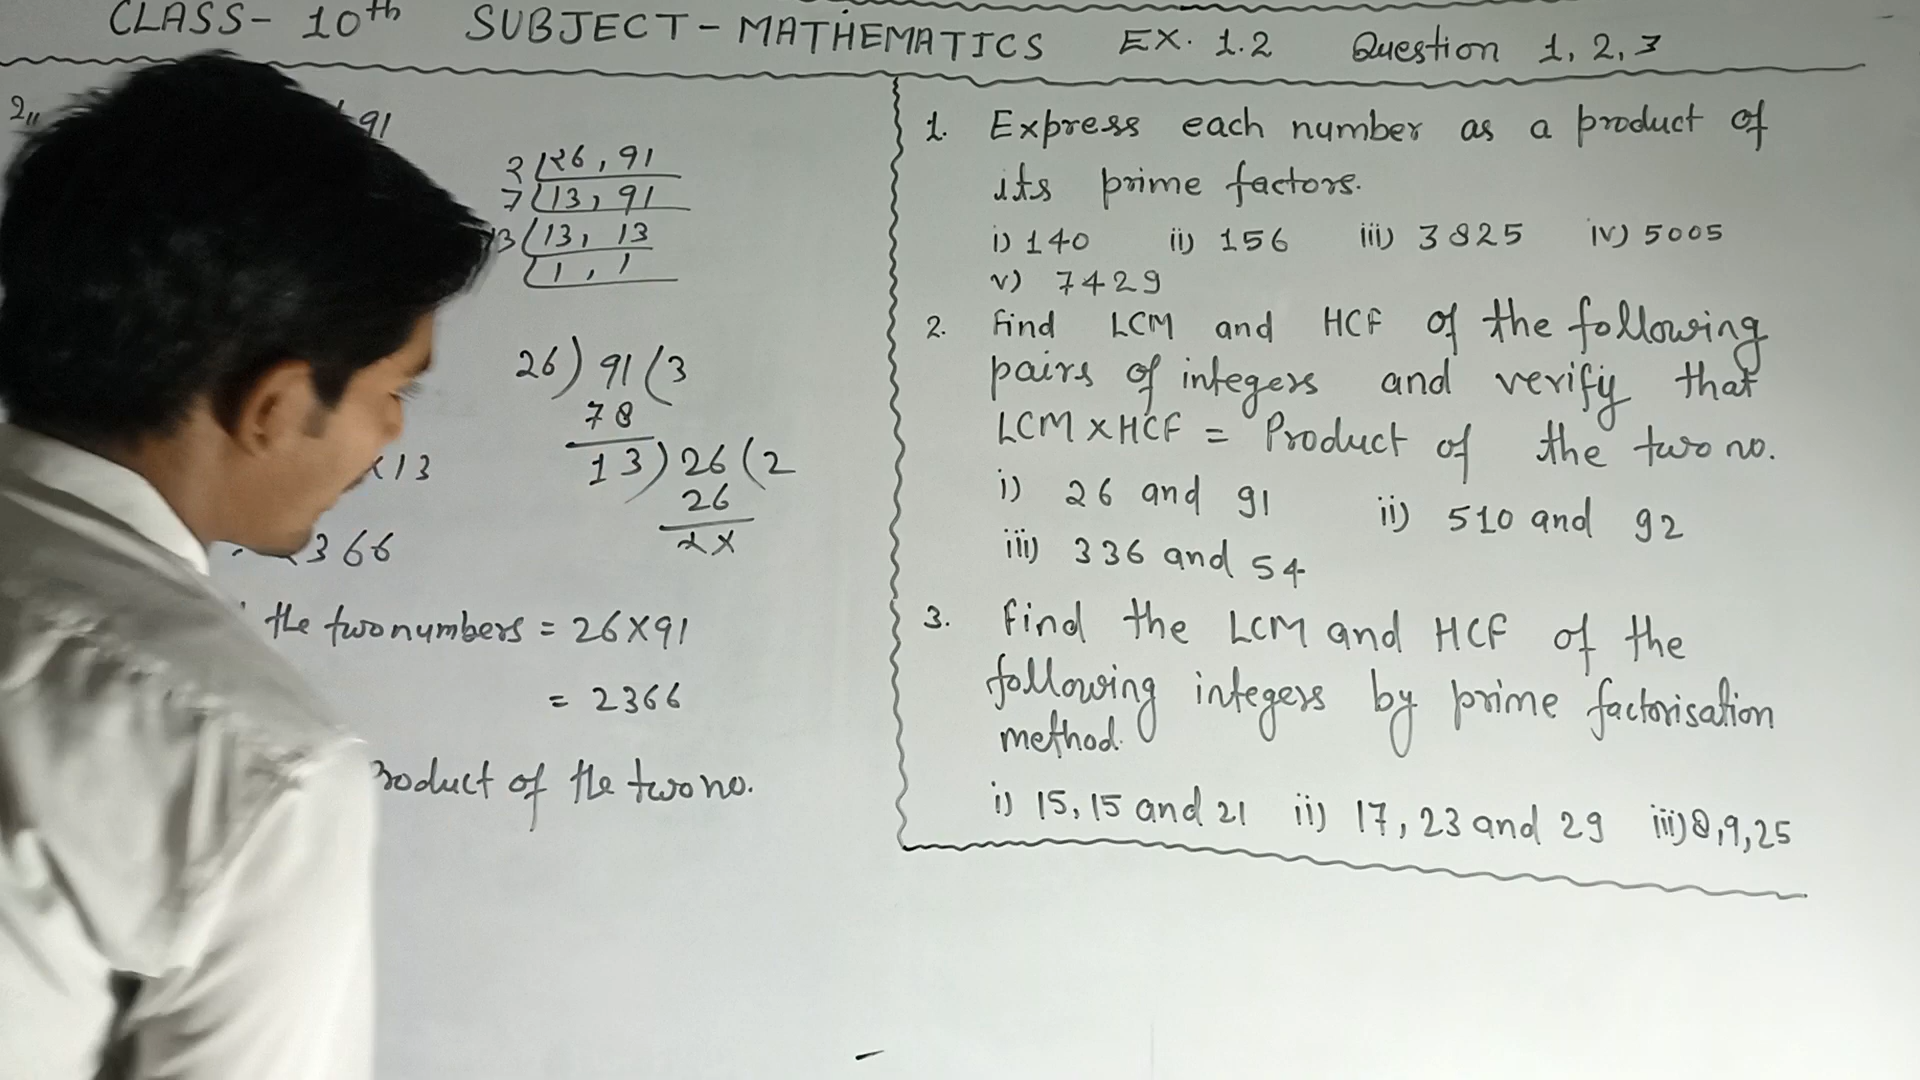 CLASS- 10th SUBJECT- MATHEMATICS EX. 1.2 Question 1, 2, 3
2,, 91
26, 91
7 13, 91
13 13, 13
1, 1
26) 91 (3
78
13) 26 (2
26
x13
366
the two numbers = 26X91
= 2366
Product of the two no.
1. Express each number as a product of
its prime factors.
i) 140 ii) 156 iii) 3825 iv) 5005
v) 7429
2. Find LCM and HCF of the following
pairs of integers and verify that
LCM X HCF = Product of the two no.
i) 26 and 91 ii) 510 and 92
iii) 336 and 54
3. Find the LCM and HCF of the
following integers by prime factorisation
method.
i) 15, 15 and 21 ii) 17, 23 and 29 iii) 8, 9, 25